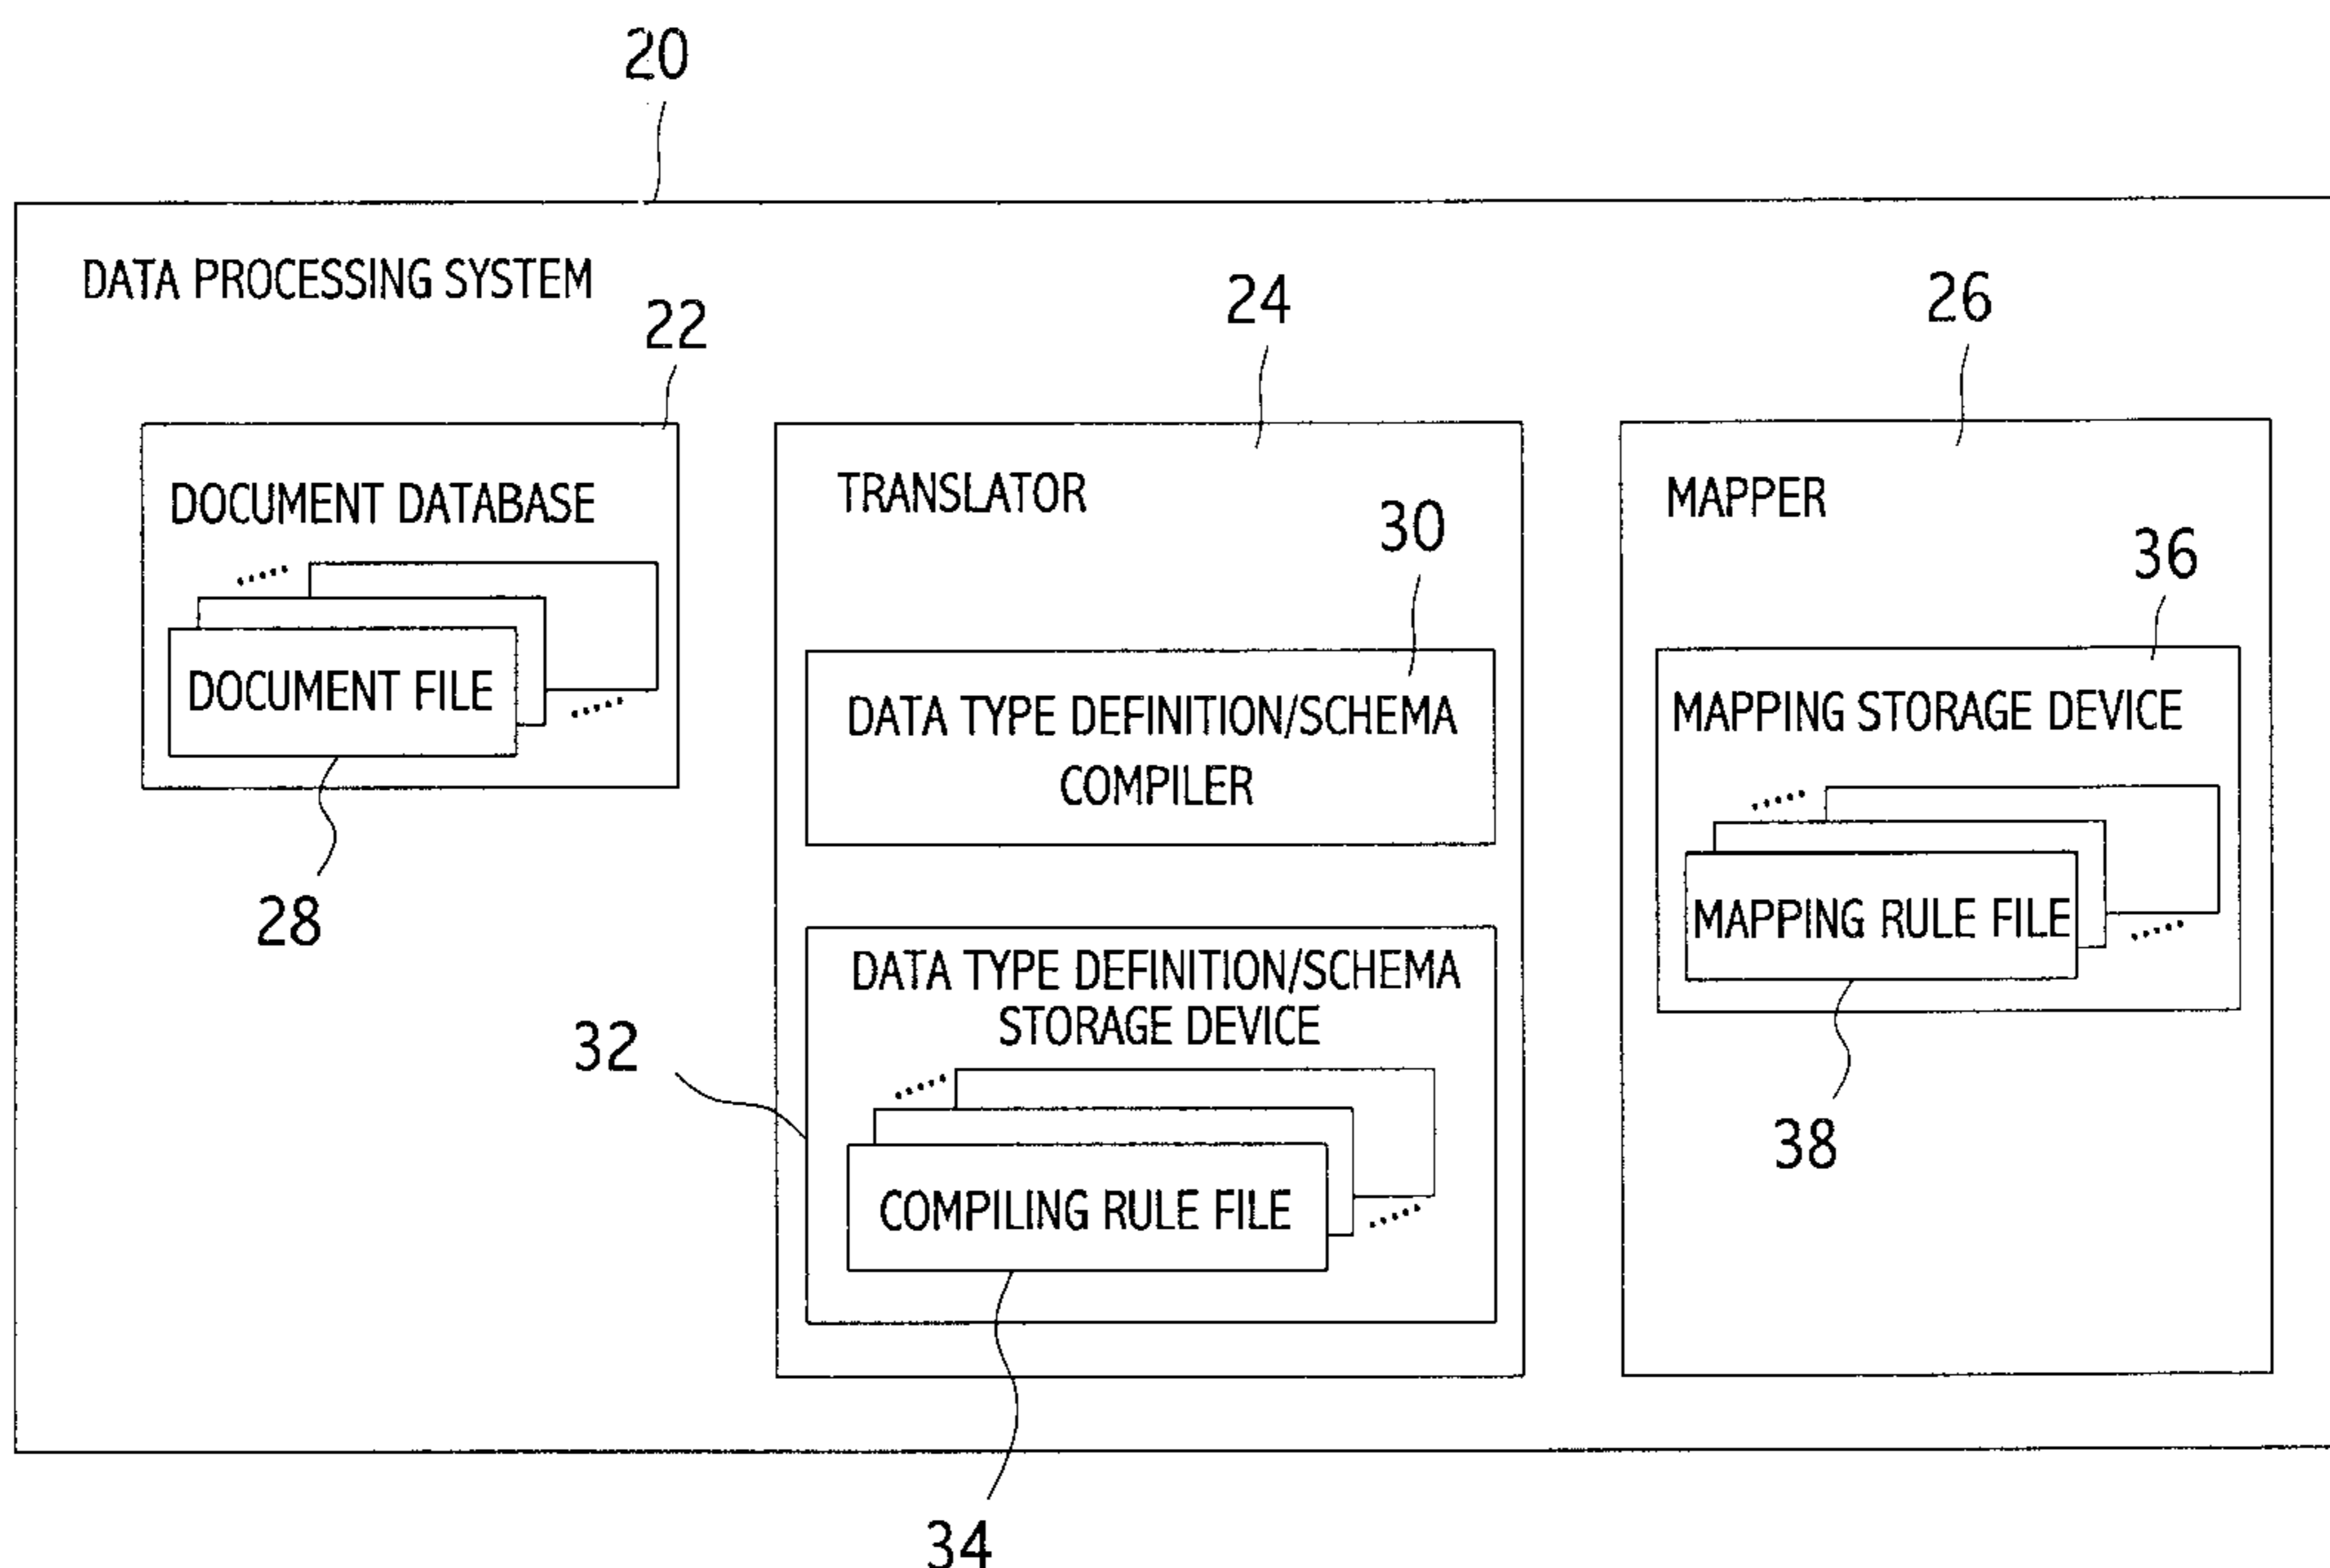 20
DATA PROCESSING SYSTEM
22
24
26
DOCUMENT DATABASE
DOCUMENT FILE
28
TRANSLATOR
30
DATA TYPE DEFINITION/SCHEMA
COMPILER
32
DATA TYPE DEFINITION/SCHEMA
STORAGE DEVICE
COMPILING RULE FILE
34
MAPPER
36
MAPPING STORAGE DEVICE
MAPPING RULE FILE
38